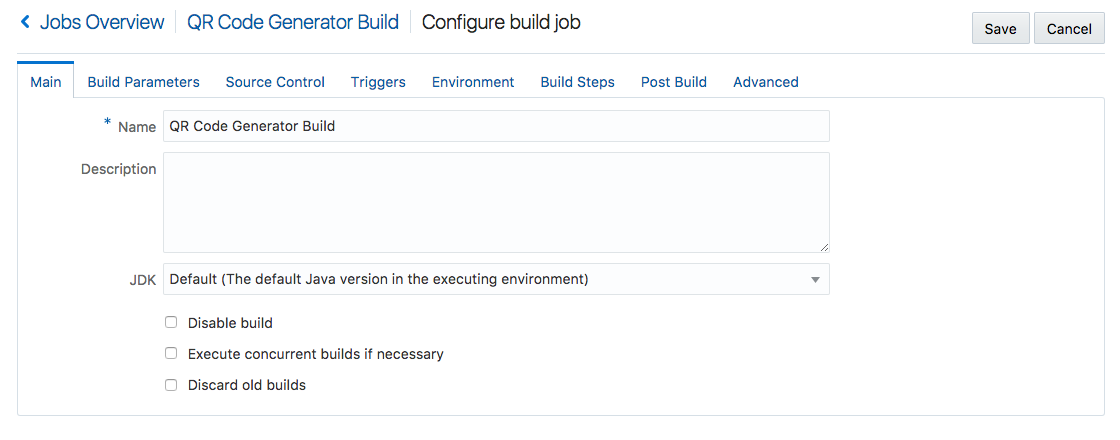 Jobs Overview QR Code Generator Build Configure build job Save Cancel
Main Build Parameters Source Control Triggers Environment Build Steps Post Build Advanced
* Name QR Code Generator Build
Description
JDK Default (The default Java version in the executing environment)
Disable build
Execute concurrent builds if necessary
Discard old builds